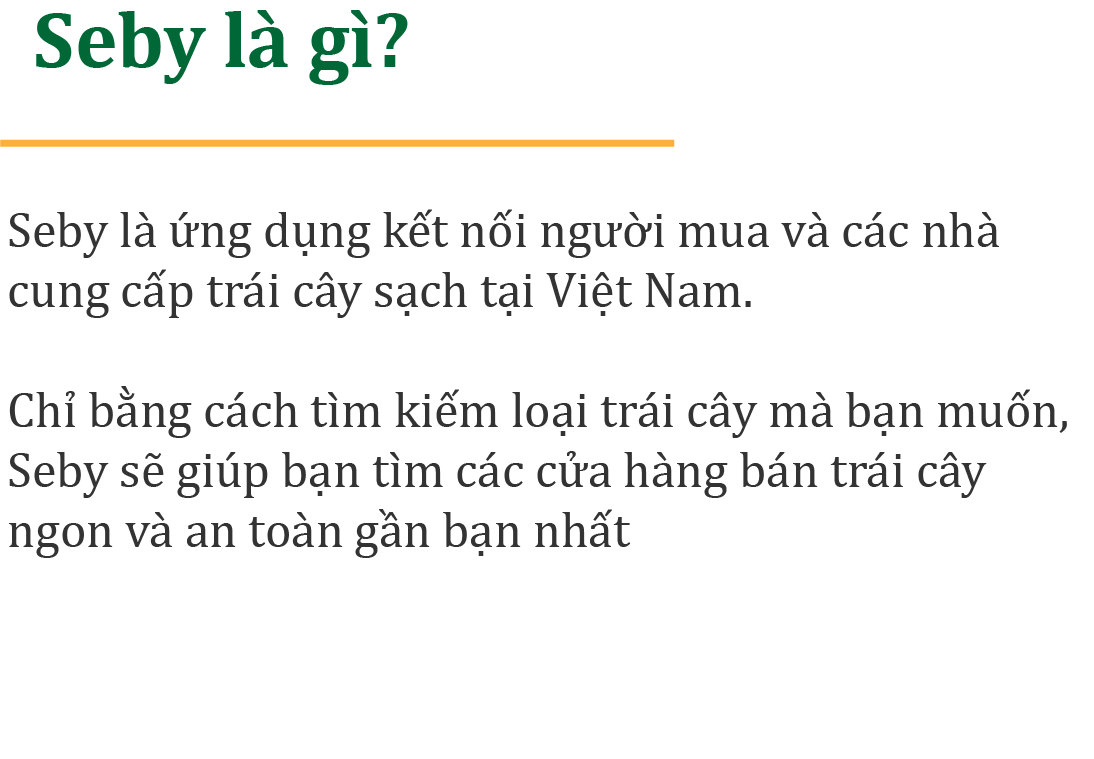 Seby là gì?
Seby là ứng dụng kết nối người mua và các nhà
cung cấp trái cây sạch tại Việt Nam.
Chỉ bằng cách tìm kiếm loại trái cây mà bạn muốn,
Seby sẽ giúp bạn tìm các cửa hàng bán trái cây
ngon và an toàn gần bạn nhất